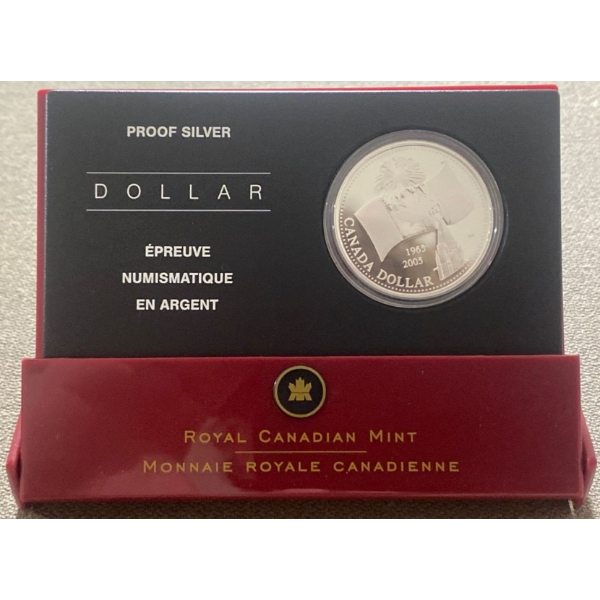 PROOF SILVER
DOLLAR
ÉPREUVE
NUMISMATIQUE
EN ARGENT
1965
2005
CANADA DOLLAR
ROYAL CANADIAN MINT
MONNAIE ROYALE CANADIENNE